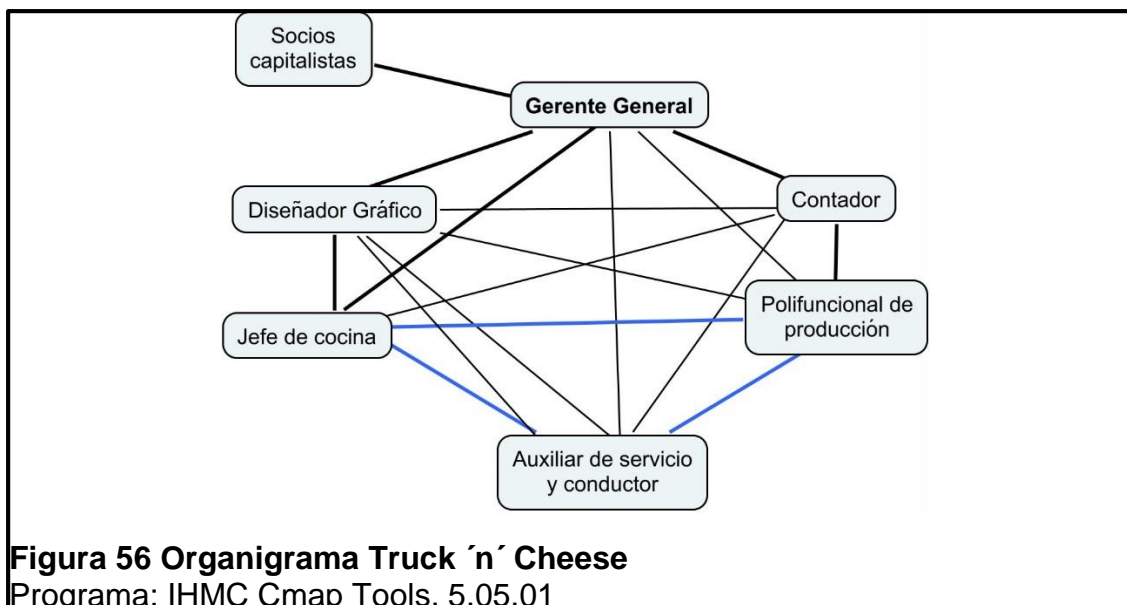 Socios
capitalistas
Gerente General
Diseñador Gráfico
Contador
Jefe de cocina
Polifuncional de
producción
Auxiliar de servicio
y conductor
Figura 56 Organigrama Truck ´n´ Cheese
Programa: IHMC Cmap Tools, 5.05.01